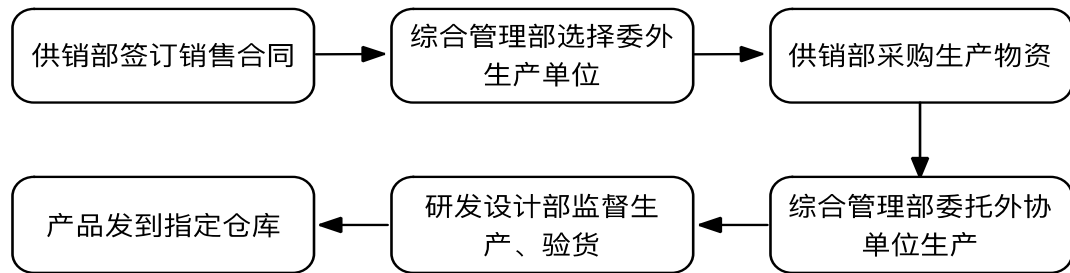 供销部签订销售合同
综合管理部选择委外
生产单位
供销部采购生产物资
综合管理部委托外协
单位生产
研发设计部监督生
产、验货
产品发到指定仓库